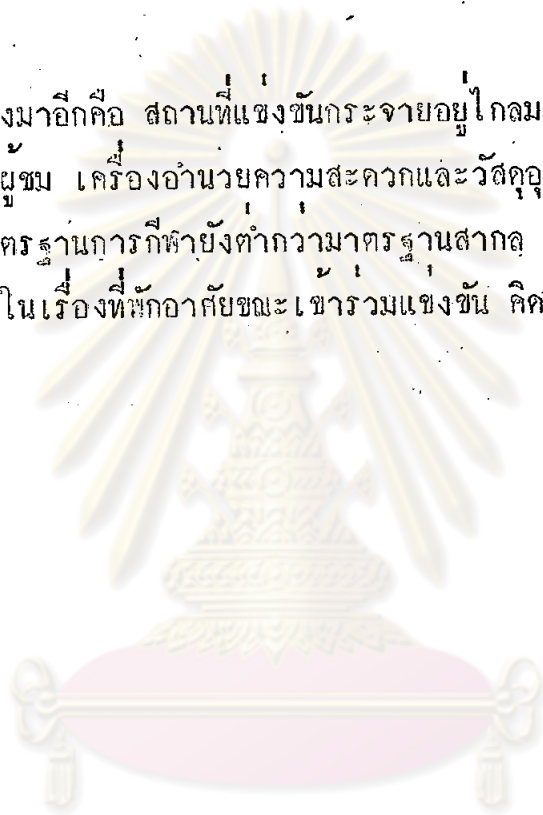 งมาอีกคือ สถานที่แข่งขันกระจายอยู่ไกลม
ผู้ชม เครื่องอำนวยความสะดวกและวัสดุอุ
ตรฐานการกีฬายังต่ำกว่ามาตรฐานสากล
ในเรื่องที่พักอาศัยขณะเข้าร่วมแข่งขัน คิด